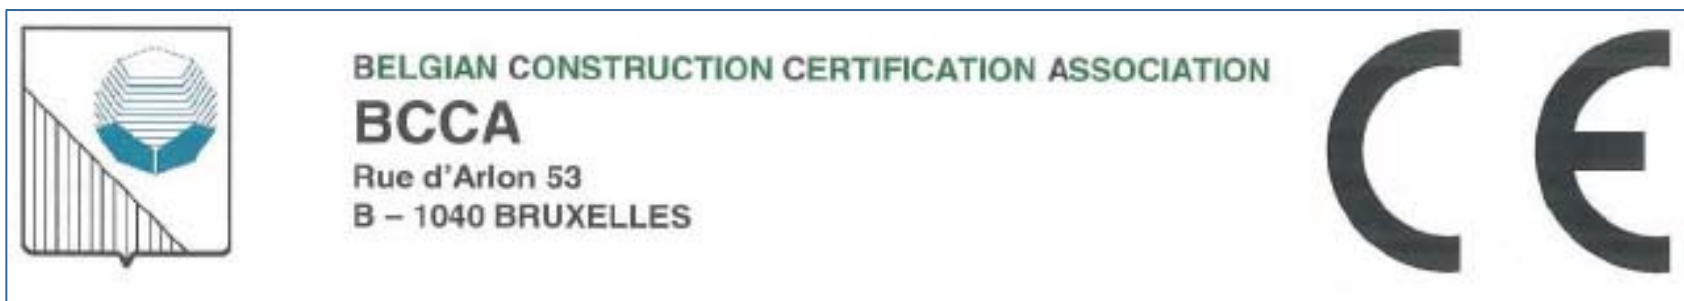 BELGIAN CONSTRUCTION CERTIFICATION ASSOCIATION
BCCA
Rue d'Arlon 53
B – 1040 BRUXELLES
CE